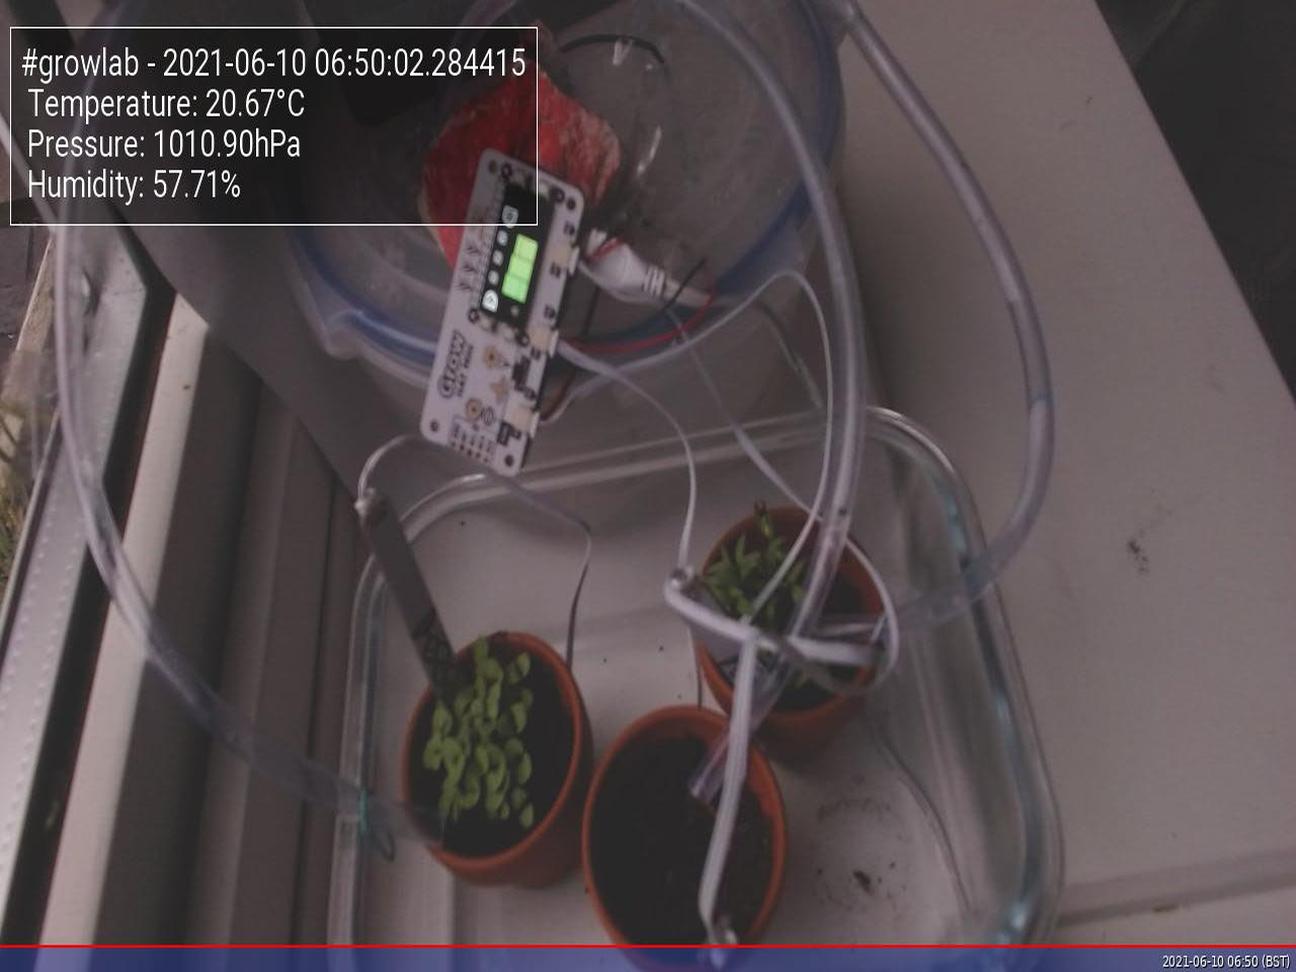 #growlab - 2021-06-10 06:50:02.284415
Temperature: 20.67°C
Pressure: 1010.90hPa
Humidity: 57.71%
Grow
2021-06-10 06:50 (BST)